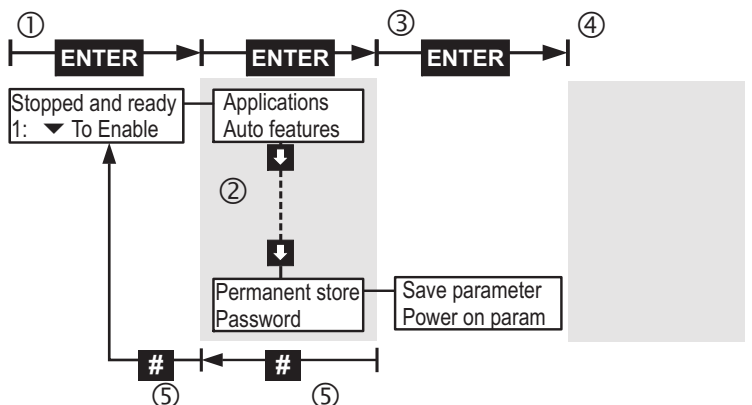 ① ③ ④
ENTER ENTER ENTER
Stopped and ready
1: ▼ To Enable
Applications
Auto features
②
Permanent store
Password
Save parameter
Power on param
# #
⑤ ⑤